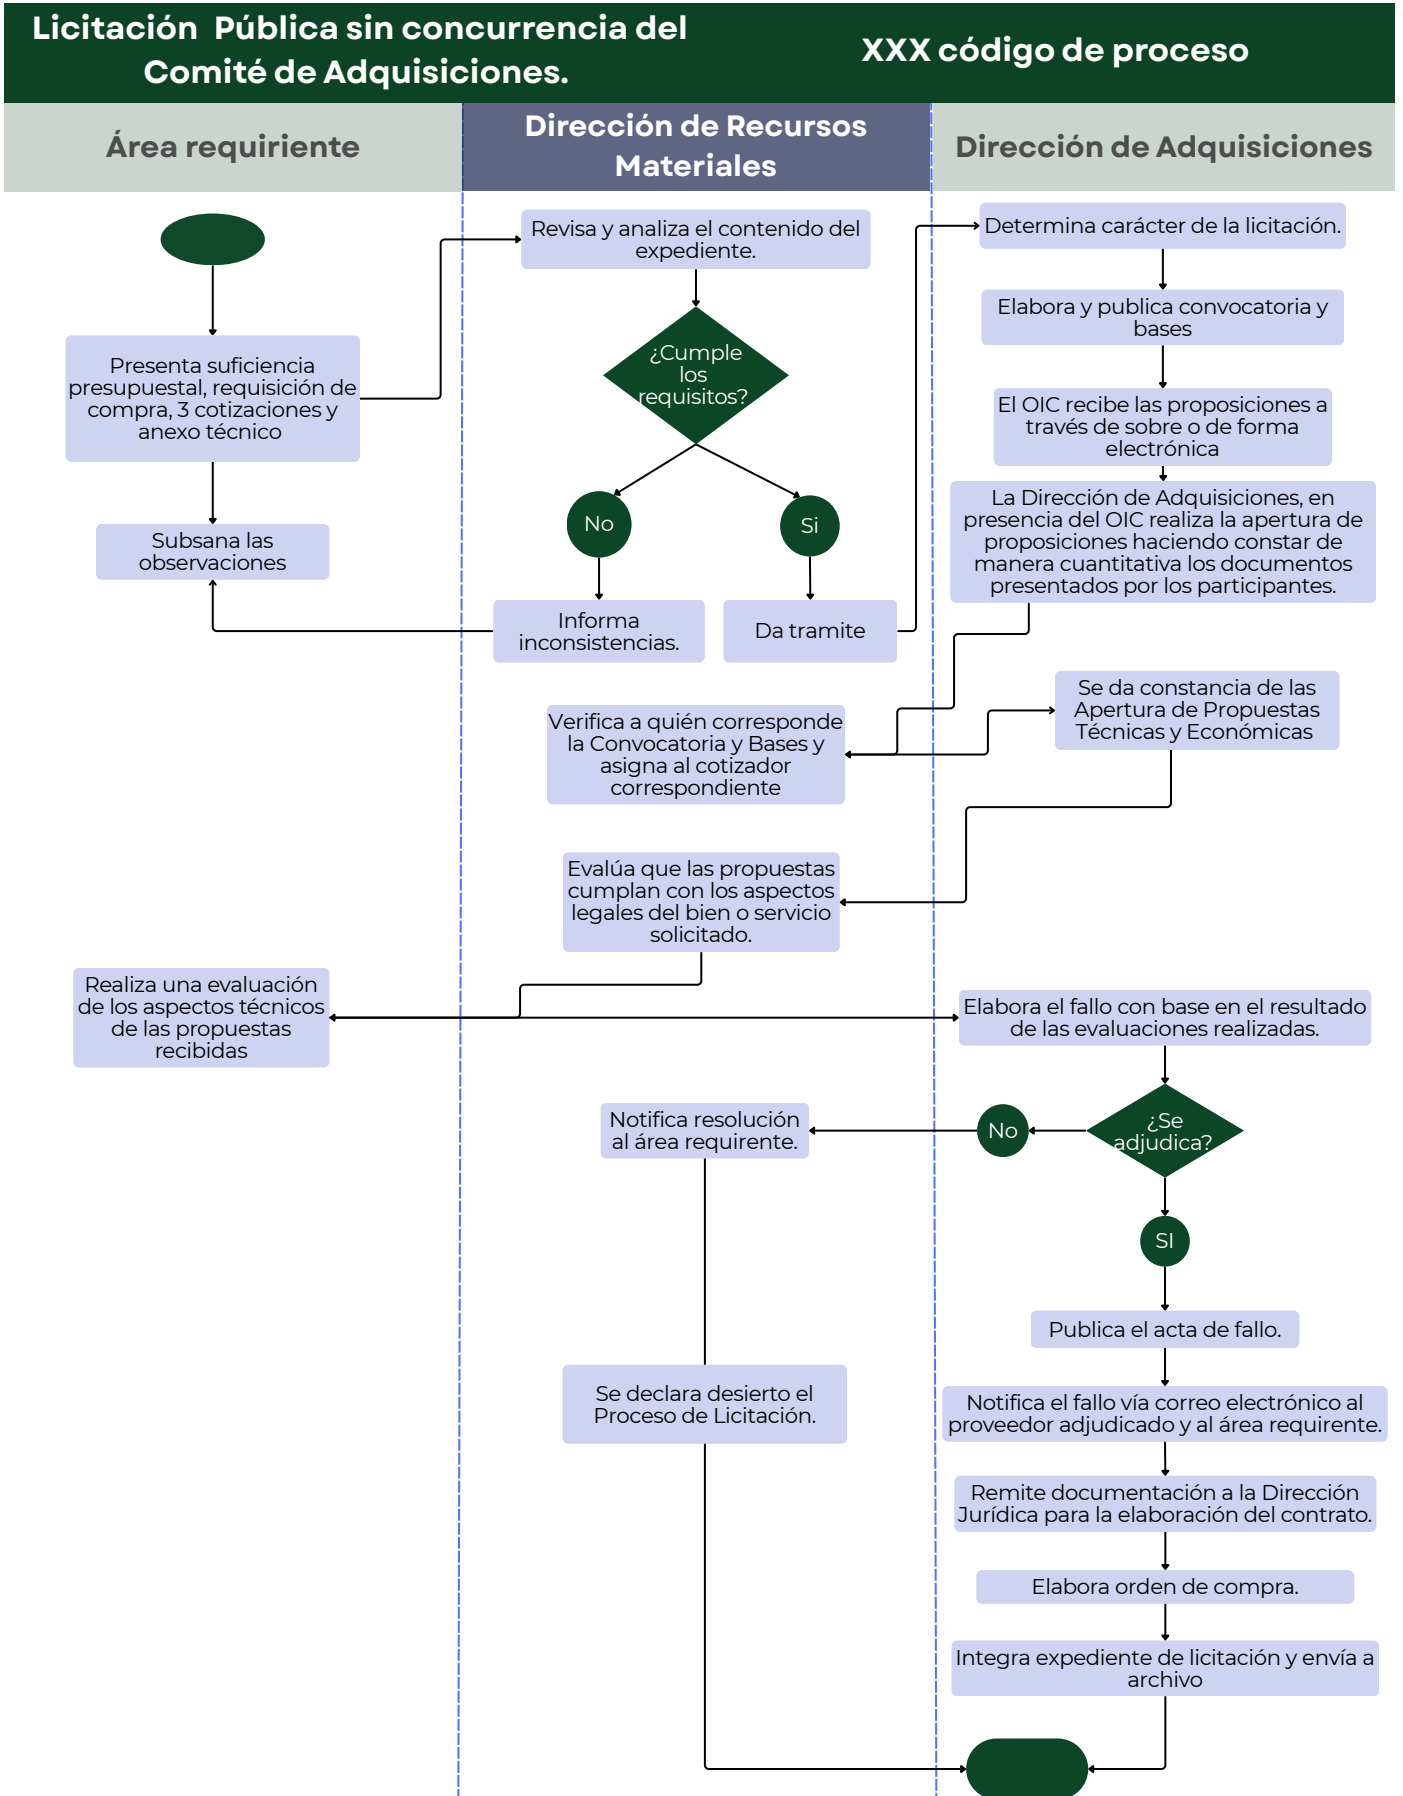 Licitación Pública sin concurrencia del
Comité de Adquisiciones.
XXX código de proceso
Área requiriente
Dirección de Recursos
Materiales
Dirección de Adquisiciones
Revisa y analiza el contenido del
expediente.
Determina carácter de la licitación.
Elabora y publica convocatoria y
bases
Presenta suficiencia
presupuestal, requisición de
compra, 3 cotizaciones y
anexo técnico
¿Cumple
los
requisitos?
El OIC recibe las proposiciones a
través de sobre o de forma
electrónica
No
Si
La Dirección de Adquisiciones, en
presencia del OIC realiza la apertura de
proposiciones haciendo constar de
manera cuantitativa los documentos
presentados por los participantes.
Subsana las
observaciones
Informa
inconsistencias.
Da tramite
Se da constancia de las
Apertura de Propuestas
Técnicas y Económicas
Verifica a quién corresponde
la Convocatoria y Bases y
asigna al cotizador
correspondiente
Evalúa que las propuestas
cumplan con los aspectos
legales del bien o servicio
solicitado.
Realiza una evaluación
de los aspectos técnicos
de las propuestas
recibidas
Elabora el fallo con base en el resultado
de las evaluaciones realizadas.
Notifica resolución
al área requirente.
No
¿Se
adjudica?
SI
Publica el acta de fallo.
Se declara desierto el
Proceso de Licitación.
Notifica el fallo vía correo electrónico al
proveedor adjudicado y al área requirente.
Remite documentación a la Dirección
Jurídica para la elaboración del contrato.
Elabora orden de compra.
Integra expediente de licitación y envía a
archivo